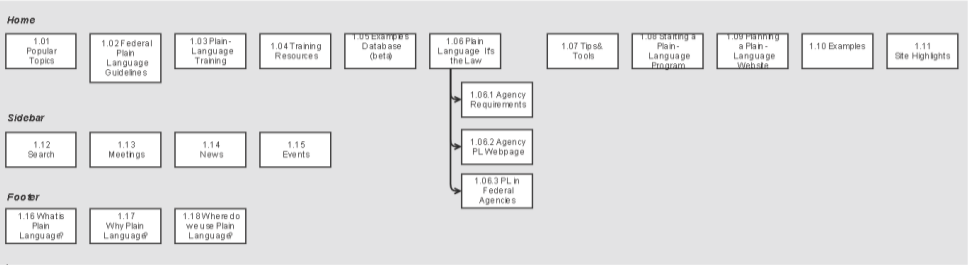 Home
1.01
Popular
Topics
1.02 Federal
Plain
Language
Guidelines
1.03 Plain-
Language
Training
1.04 Training
Resources
1.05 Examples
Database
(beta)
1.06 Plain
Language It's
the Law
1.07 Tips &
Tools
1.08 Starting a
Plain-
Language
Program
1.09 Planning
a Plain-
Language
Website
1.10 Examples
1.11
Site Highlights
1.06.1 Agency
Requirements
1.06.2 Agency
PL Webpage
1.06.3 PL in
Federal
Agencies
Sidebar
1.12
Search
1.13
Meetings
1.14
News
1.15
Events
Footer
1.16 What is
Plain
Language?
1.17
Why Plain
Language?
1.18 Where do
we use Plain
Language?